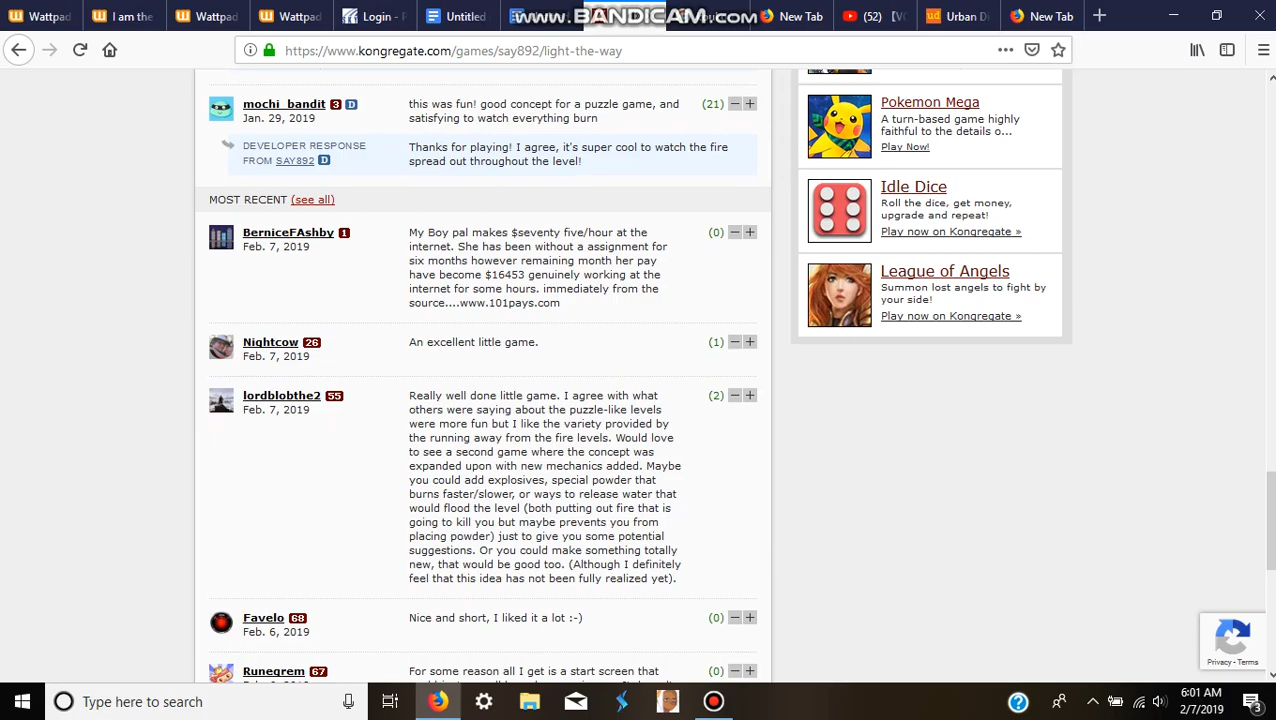 Wattpad
I am the
Wattpad
Wattpad
Login -
Untitled
www.BANDICAM.com
New Tab
(52)
Urban Di
New Tab
https://www.kongregate.com/games/say892/light-the-way
mochi_bandit 3 D
Jan. 29, 2019
this was fun! good concept for a puzzle game, and
satisfying to watch everything burn
(21)
DEVELOPER RESPONSE
FROM SAY892 D
Thanks for playing! I agree, it's super cool to watch the fire
spread out throughout the level!
MOST RECENT (see all)
BerniceFAshby 1
Feb. 7, 2019
My Boy pal makes $seventy five/hour at the
internet. She has been without a assignment for
six months however remaining month her pay
have become $16453 genuinely working at the
internet for some hours. immediately from the
source....www.101pays.com
(0)
Nightcow 26
Feb. 7, 2019
An excellent little game.
(1)
lordblobthe2 55
Feb. 7, 2019
Really well done little game. I agree with what
others were saying about the puzzle-like levels
were more fun but I like the variety provided by
the running away from the fire levels. Would love
to see a second game where the concept was
expanded upon with new mechanics added. Maybe
you could add explosives, special powder that
burns faster/slower, or ways to release water that
would flood the level (both putting out fire that is
going to kill you but maybe prevents you from
placing powder) just to give you some potential
suggestions. Or you could make something totally
new, that would be good too. (Although I definitely
feel that this idea has not been fully realized yet).
(2)
Favelo 68
Feb. 6, 2019
Nice and short, I liked it a lot :-)
(0)
Runegrem 67
For some reason all I get is a start screen that
(0)
Pokemon Mega
A turn-based game highly
faithful to the details o...
Play Now!
Idle Dice
Roll the dice, get money,
upgrade and repeat!
Play now on Kongregate »
League of Angels
Summon lost angels to fight by
your side!
Play now on Kongregate »
Privacy - Terms
Type here to search
6:01 AM
2/7/2019
3